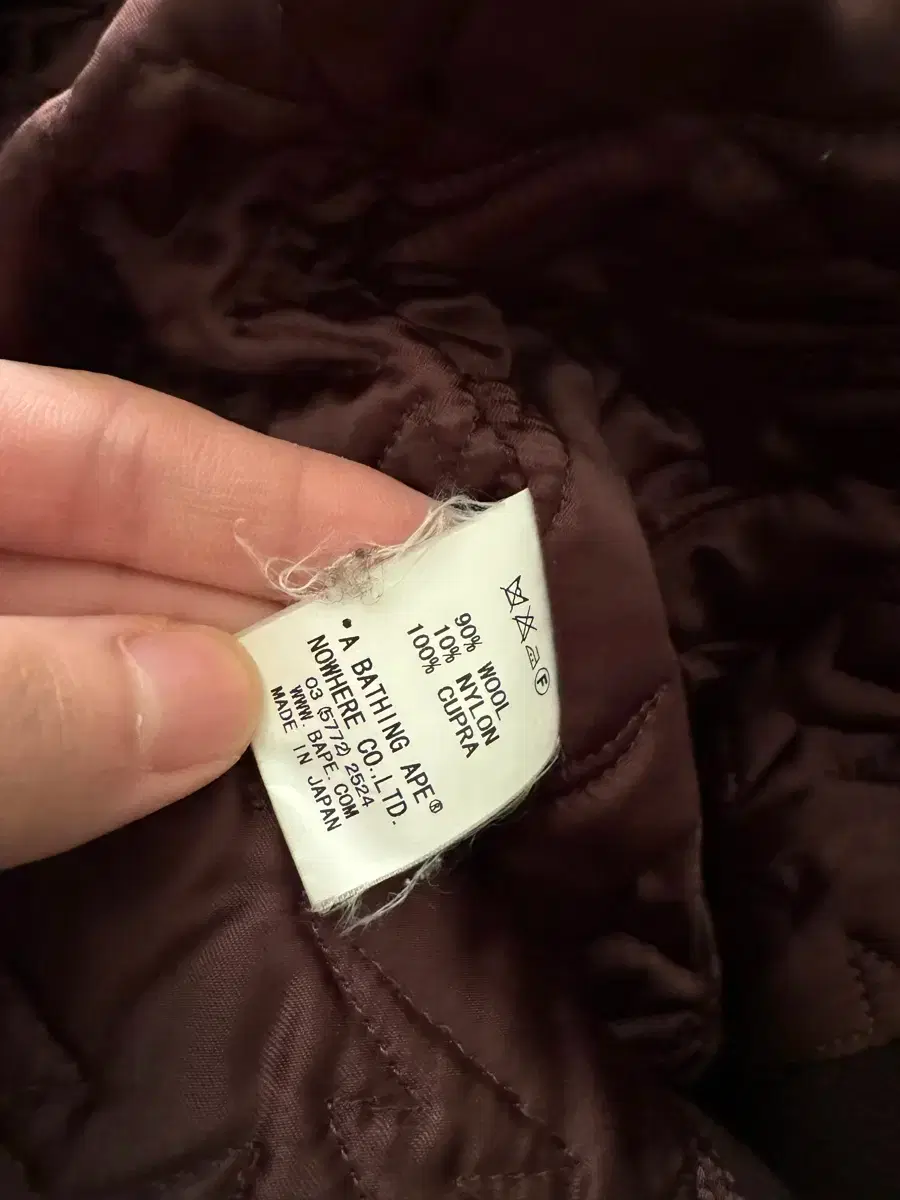 90% WOOL
10% NYLON
100% CUPRA
• A BATHING APE®
NOWHERE CO.,LTD.
03 (5772) 2524
WWW. BAPE. COM
MADE IN JAPAN
F